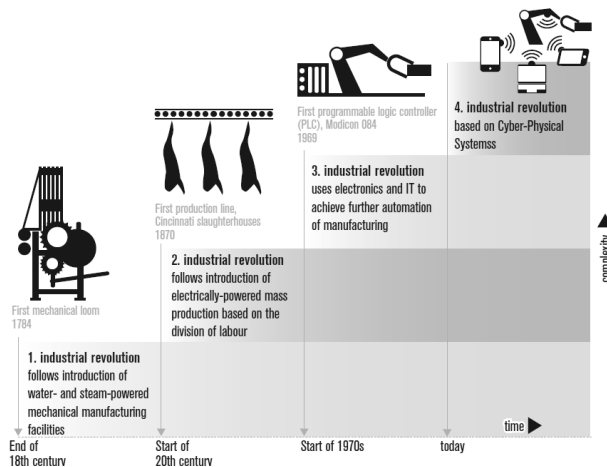 First programmable logic controller
(PLC), Modicon 084
1969
4. industrial revolution
based on Cyber-Physical
Systemss
3. industrial revolution
uses electronics and IT to
achieve further automation
of manufacturing
First production line,
Cincinnati slaughterhouses
1870
2. industrial revolution
follows introduction of
electrically-powered mass
production based on the
division of labour
First mechanical loom
1784
1. industrial revolution
follows introduction of
water- and steam-powered
mechanical manufacturing
facilities
complexity
time
End of
18th century
Start of
20th century
Start of 1970s
today